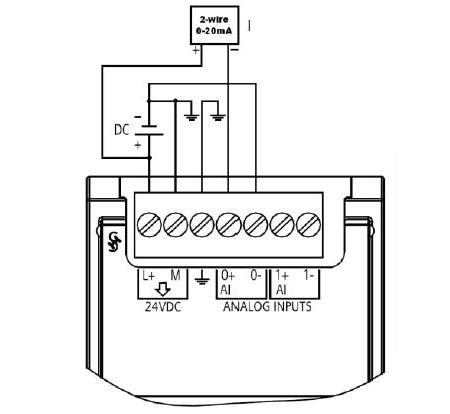 2-wire
0-20mA
I
+ −
−
DC
+
L+ M 0+ 0- 1+ 1-
AI AI
24VDC ANALOG INPUTS